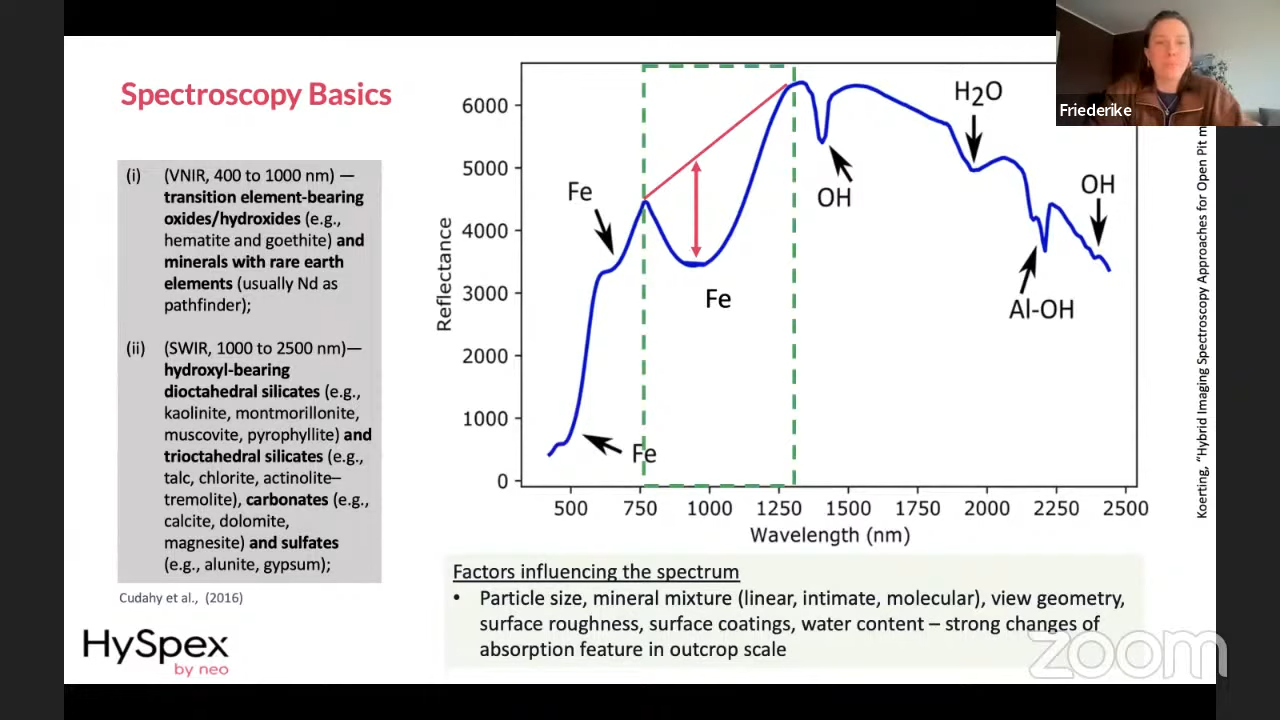 Spectroscopy Basics
(i) (VNIR, 400 to 1000 nm) —
transition element-bearing
oxides/hydroxides (e.g.,
hematite and goethite) and
minerals with rare earth
elements (usually Nd as
pathfinder);
(ii) (SWIR, 1000 to 2500 nm)—
hydroxyl-bearing
dioctahedral silicates (e.g.,
kaolinite, montmorillonite,
muscovite, pyrophyllite) and
trioctahedral silicates (e.g.,
talc, chlorite, actinolite–
tremolite), carbonates (e.g.,
calcite, dolomite,
magnesite) and sulfates
(e.g., alunite, gypsum);
Cudahy et al., (2016)
HySpex
by neo
Reflectance
6000
5000
4000
3000
2000
1000
0
Fe
Fe
Fe
OH
H2O
Al-OH
OH
500 750 1000 1250 1500 1750 2000 2250 2500
Wavelength (nm)
Factors influencing the spectrum
• Particle size, mineral mixture (linear, intimate, molecular), view geometry,
surface roughness, surface coatings, water content – strong changes of
absorption feature in outcrop scale
Koerting, “Hybrid Imaging Spectroscopy Approaches for Open Pit m
Friederike
zoom